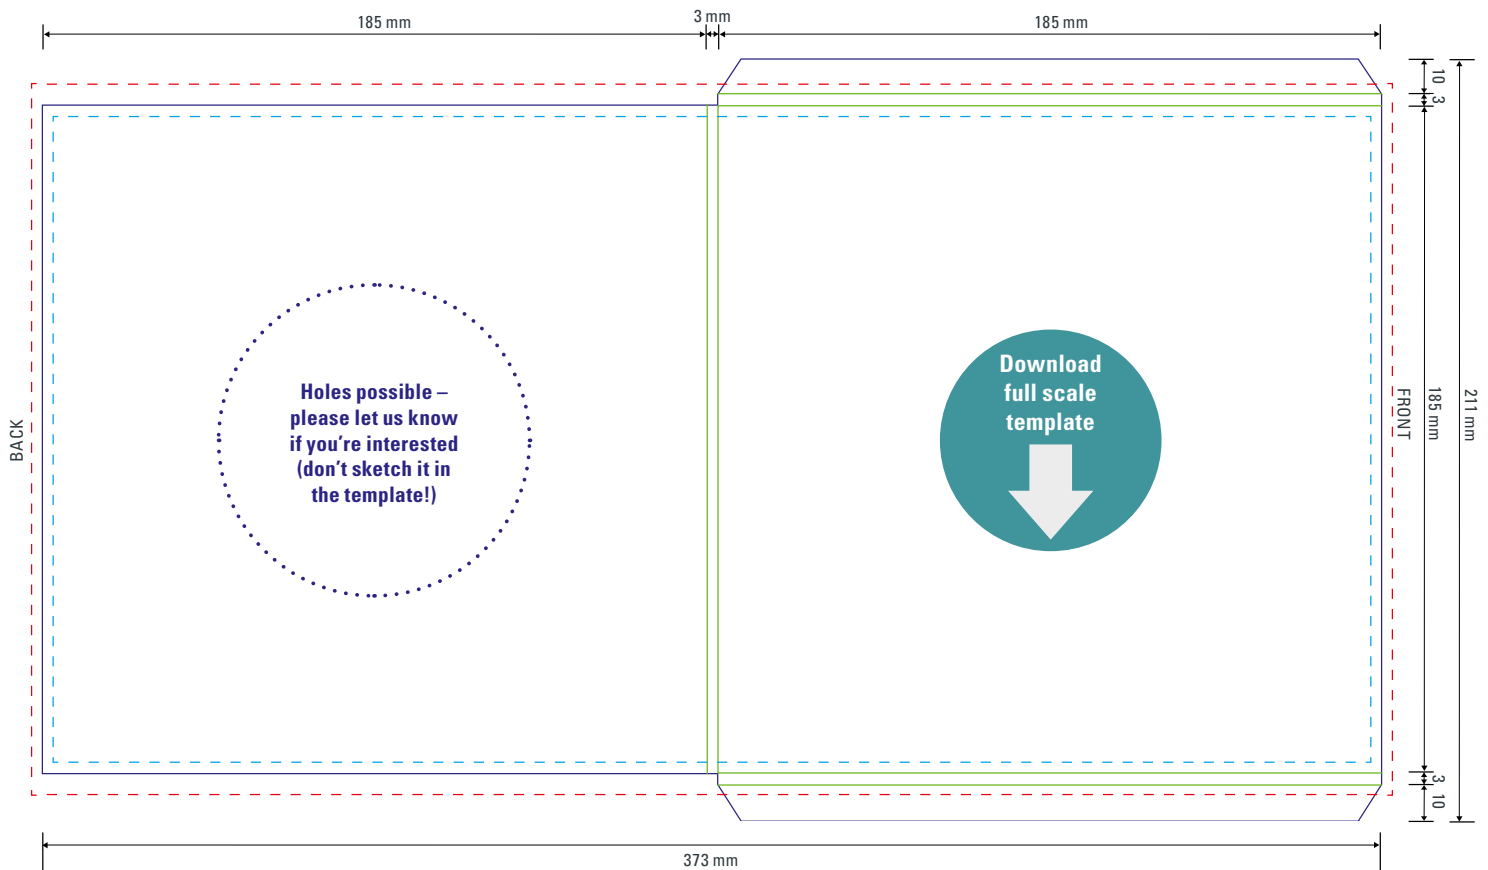 185 mm
3 mm
185 mm
10
3
BACK
Holes possible –
please let us know
if you're interested
(don't sketch it in
the template!)
Download
full scale
template
FRONT
185 mm
211 mm
3
10
373 mm